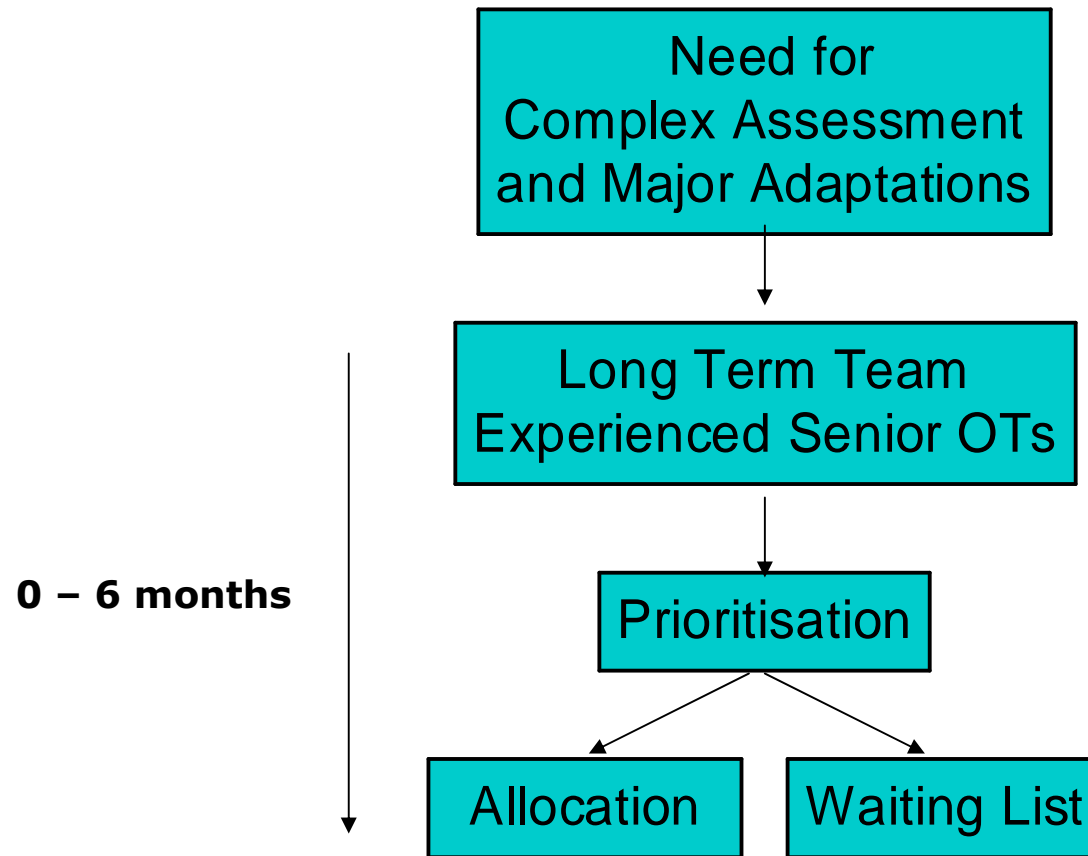 Need for
Complex Assessment
and Major Adaptations
Long Term Team
Experienced Senior OTs
0 – 6 months
Prioritisation
Allocation
Waiting List